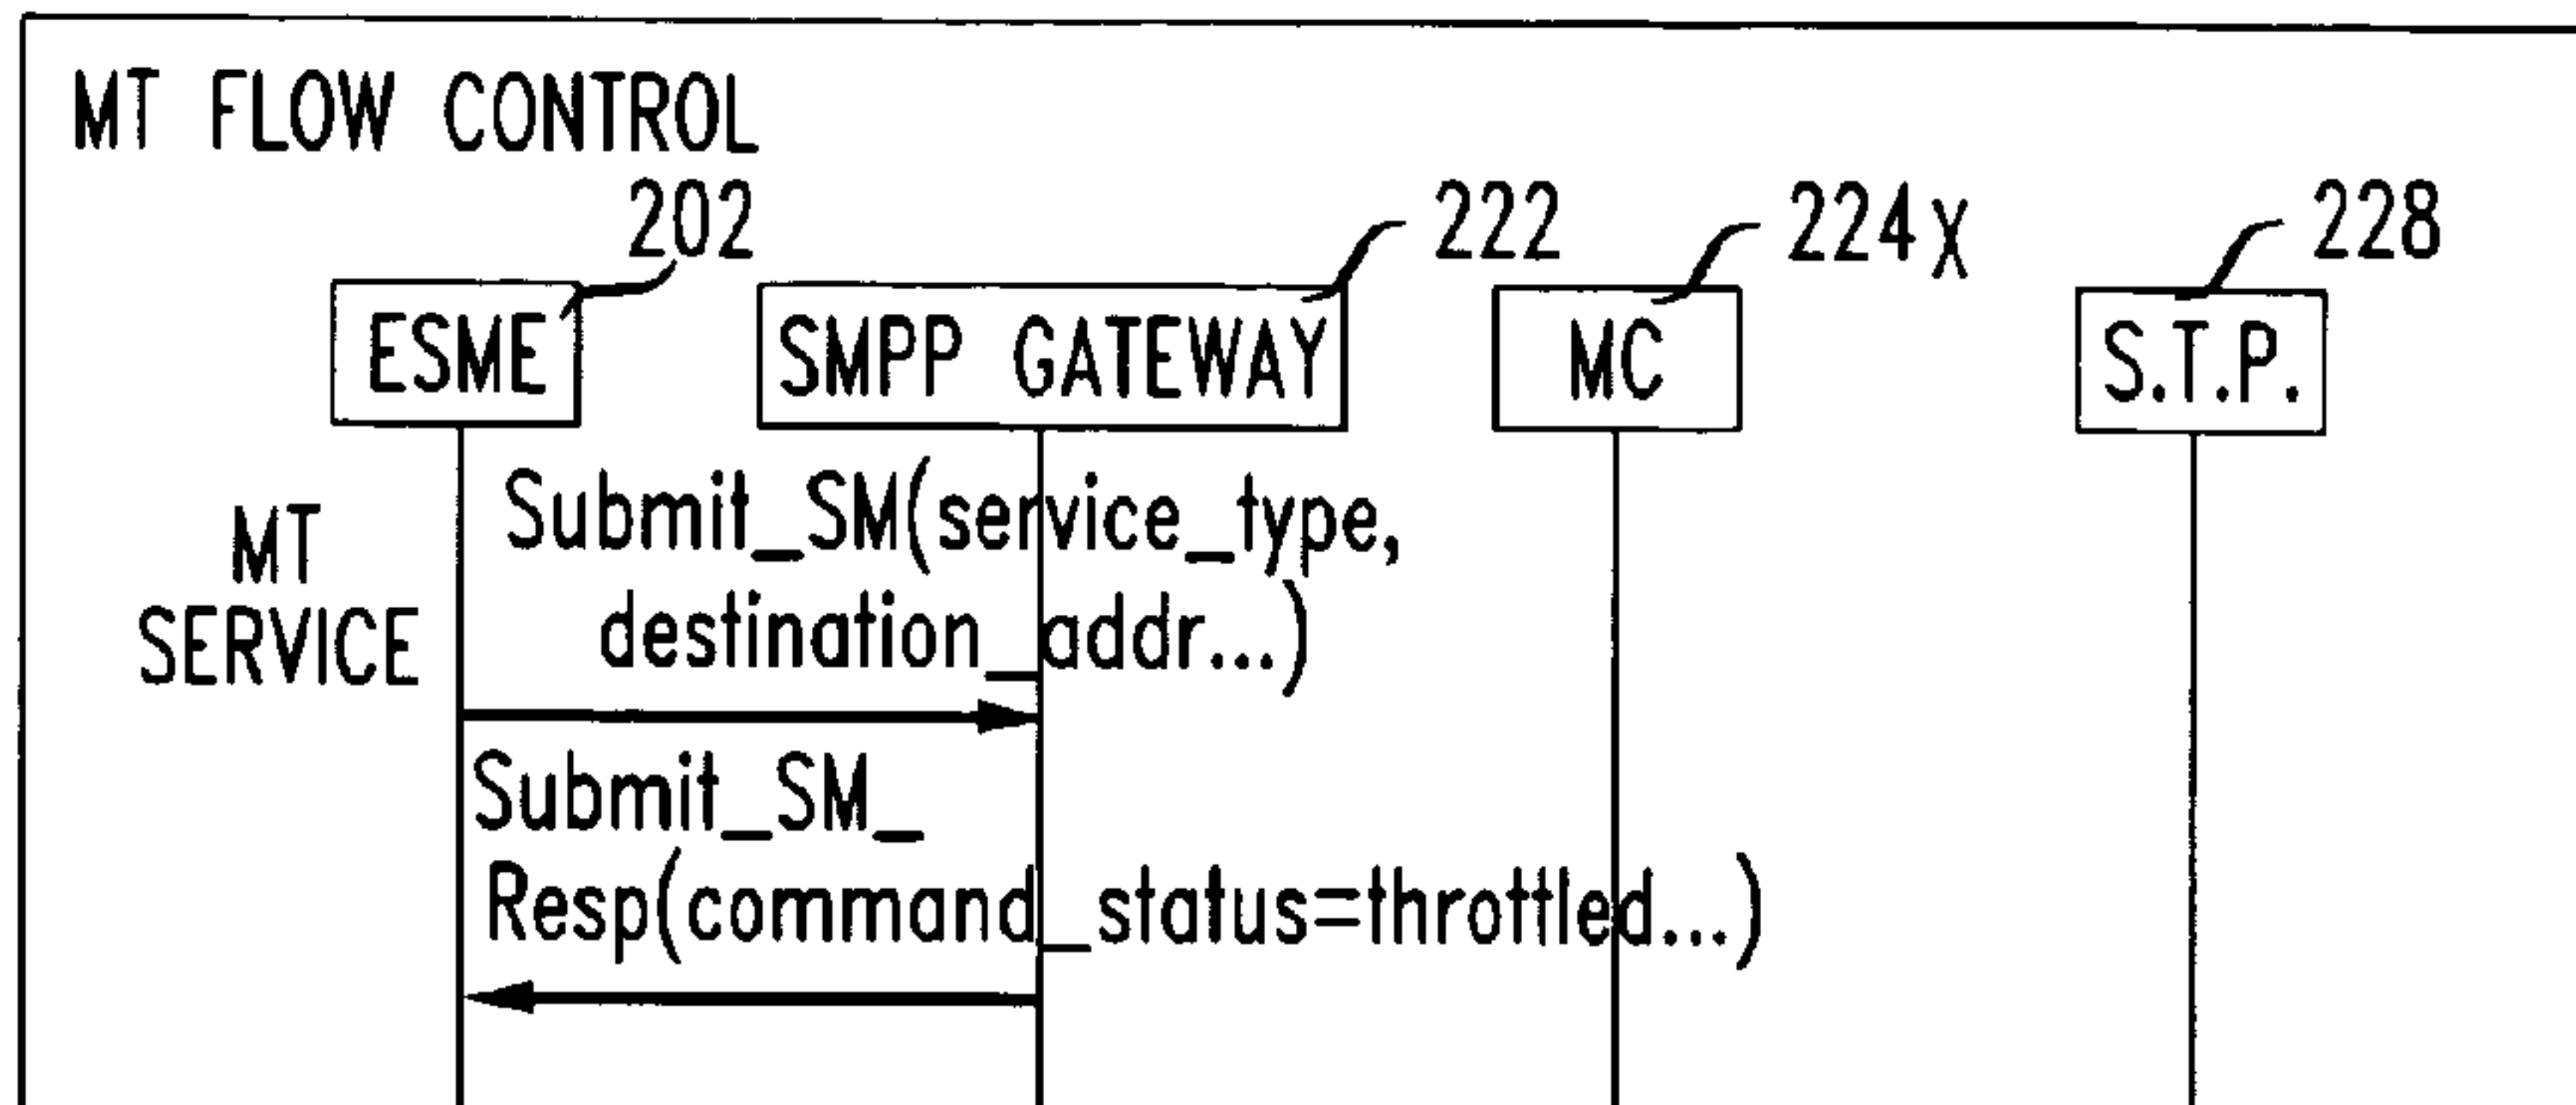 MT FLOW CONTROL
202 222 224X 228
ESME SMPP GATEWAY MC S.T.P.
MT
SERVICE
Submit_SM(service_type,
destination_addr...)
Submit_SM_
Resp(command_status=throttled...)